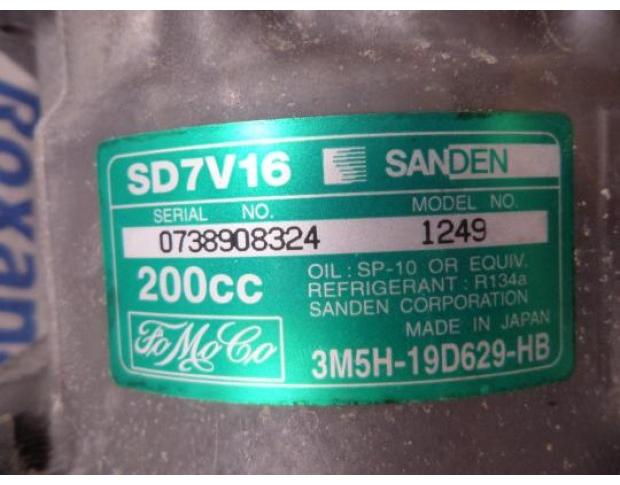 Roxan
SD7V16 SANDEN
SERIAL NO. MODEL NO.
0738908324 1249
200cc
OIL : SP-10 OR EQUIV.
REFRIGERANT : R134a
SANDEN CORPORATION
MADE IN JAPAN
FoMoCo
3M5H-19D629-HB